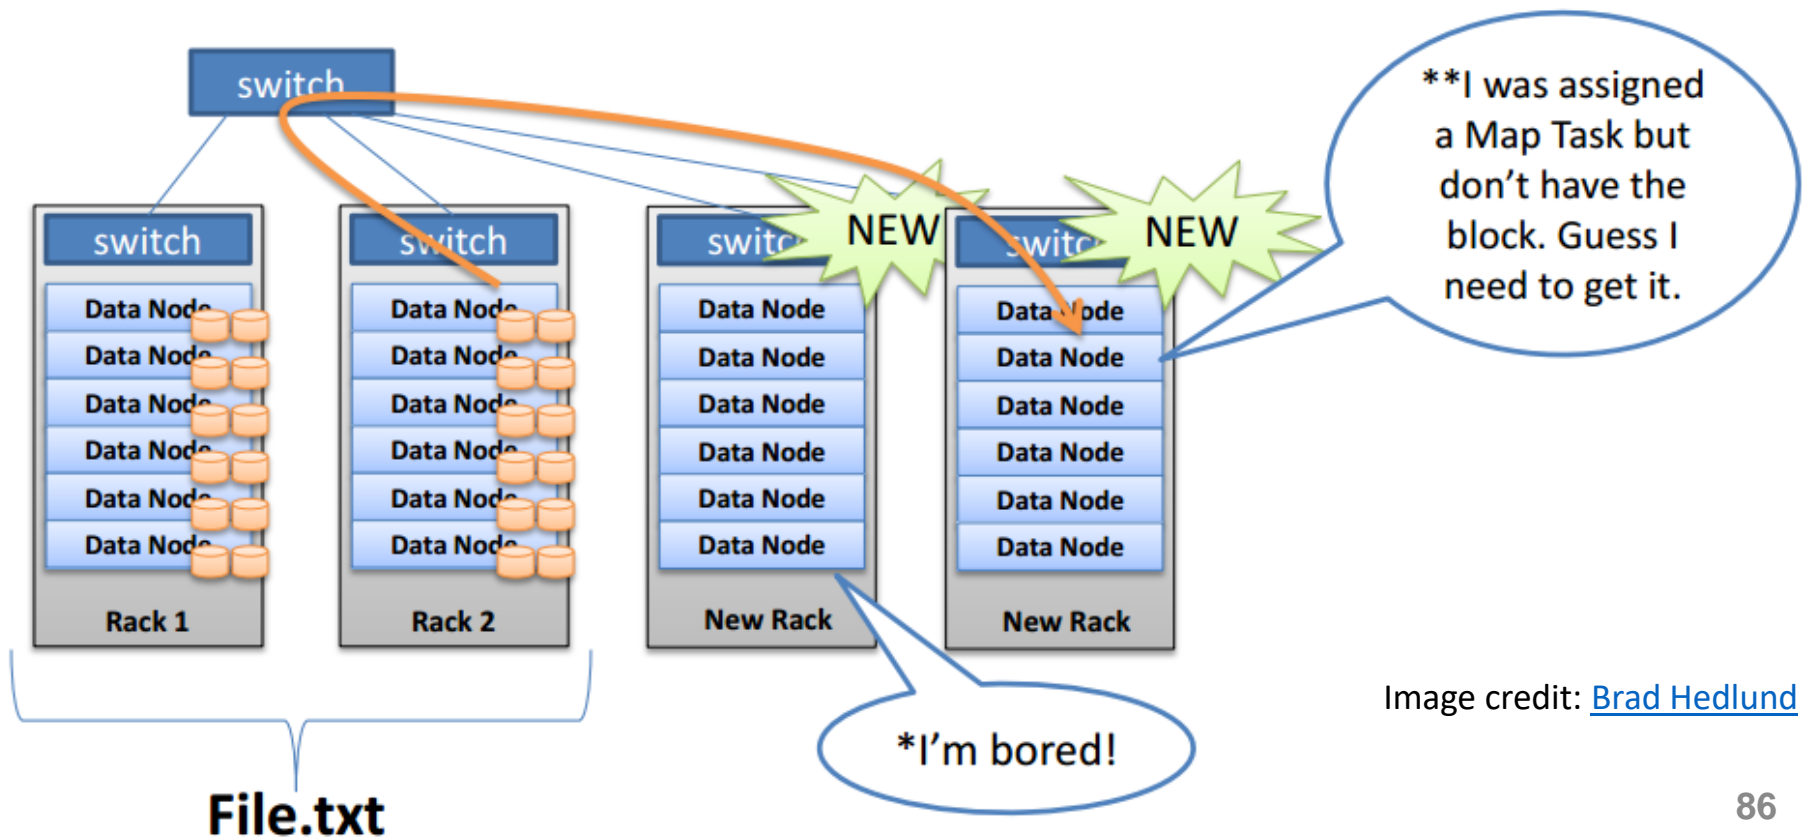 switch
**I was assigned
a Map Task but
don't have the
block. Guess I
need to get it.
switch
Data Node
Data Node
Data Node
Data Node
Data Node
Data Node
Rack 1
switch
Data Node
Data Node
Data Node
Data Node
Data Node
Data Node
Rack 2
switc
NEW
Data Node
Data Node
Data Node
Data Node
Data Node
Data Node
New Rack
switc
NEW
Data Node
Data Node
Data Node
Data Node
Data Node
Data Node
New Rack
Image credit: Brad Hedlund
*I'm bored!
File.txt
86